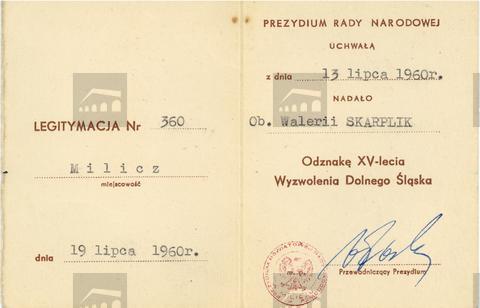 LEGITYMACJA Nr 360
Milicz
miejscowość
dnia 19 lipca 1960r.
PREZYDIUM RADY NARODOWEJ
UCHWAŁĄ
z dnia 13 lipca 1960r.
NADAŁO
Ob. Walerii SKARPLIK
Odznakę XV-lecia
Wyzwolenia Dolnego Śląska
Przewodniczący Prezydium